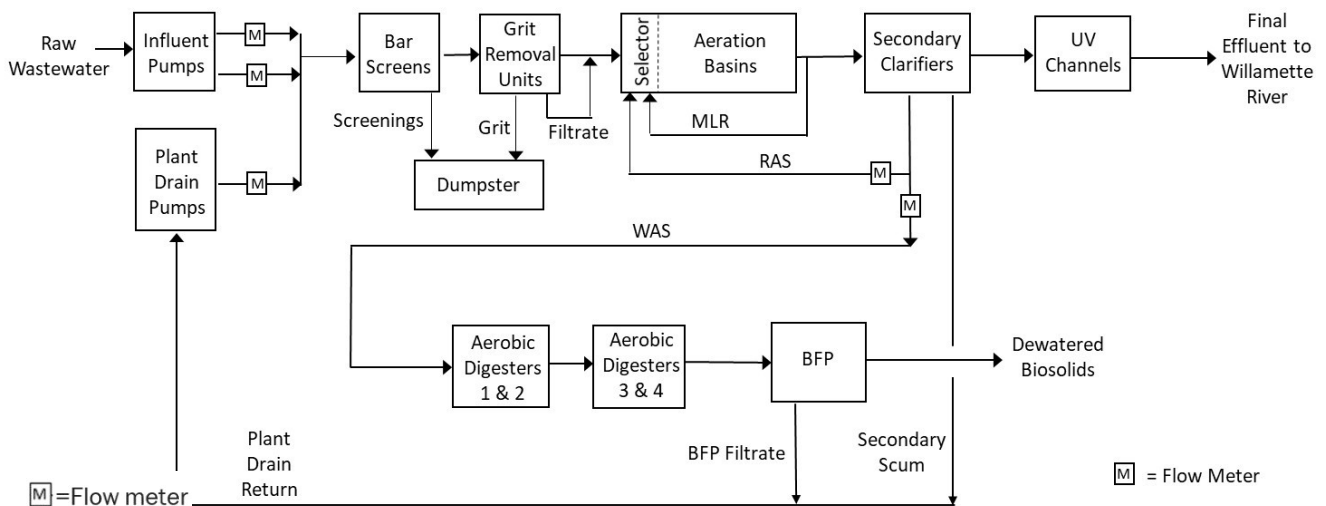 Raw
Wastewater
Influent
Pumps
M
M
Plant
Drain
Pumps
M
Bar
Screens
Grit
Removal
Units
Screenings
Grit
Filtrate
Dumpster
Selector
Aeration
Basins
MLR
RAS
M
M
WAS
Secondary
Clarifiers
UV
Channels
Final
Effluent to
Willamette
River
Aerobic
Digesters
1 & 2
Aerobic
Digesters
3 & 4
BFP
Dewatered
Biosolids
Plant
Drain
Return
BFP Filtrate
Secondary
Scum
M =Flow meter
M = Flow Meter